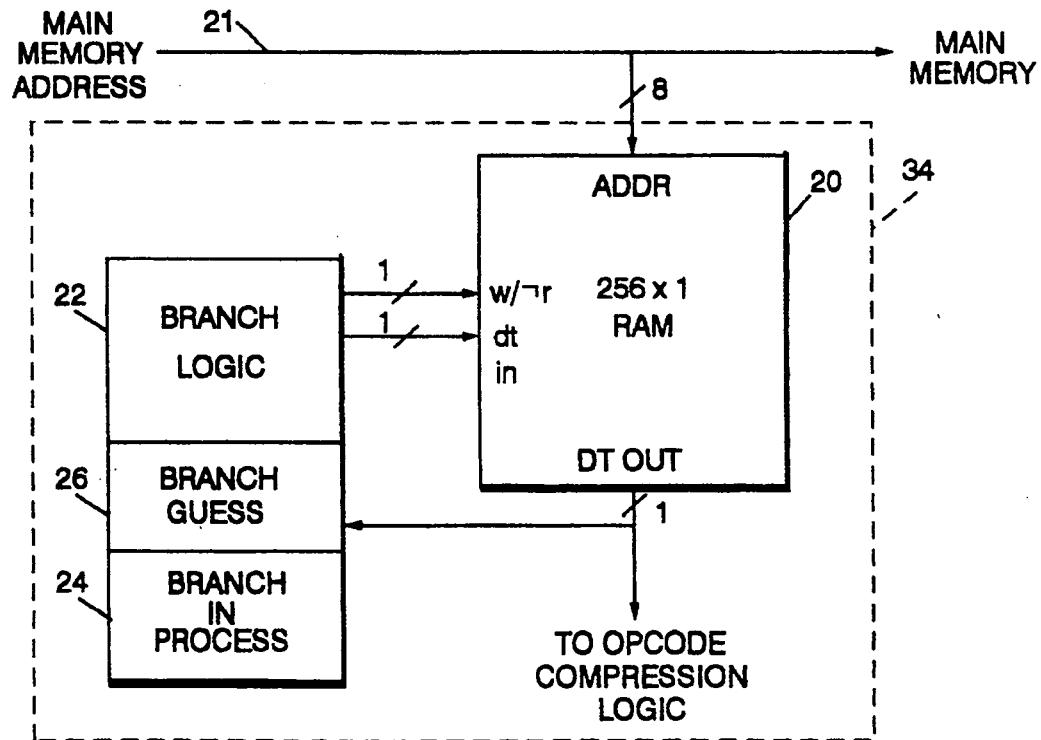 MAIN
MEMORY
ADDRESS
21
MAIN
MEMORY
8
ADDR
20
34
22
BRANCH
LOGIC
1
w/¬r
256 x 1
RAM
1
dt
in
DT OUT
26
BRANCH
GUESS
1
24
BRANCH
IN
PROCESS
TO OPCODE
COMPRESSION
LOGIC